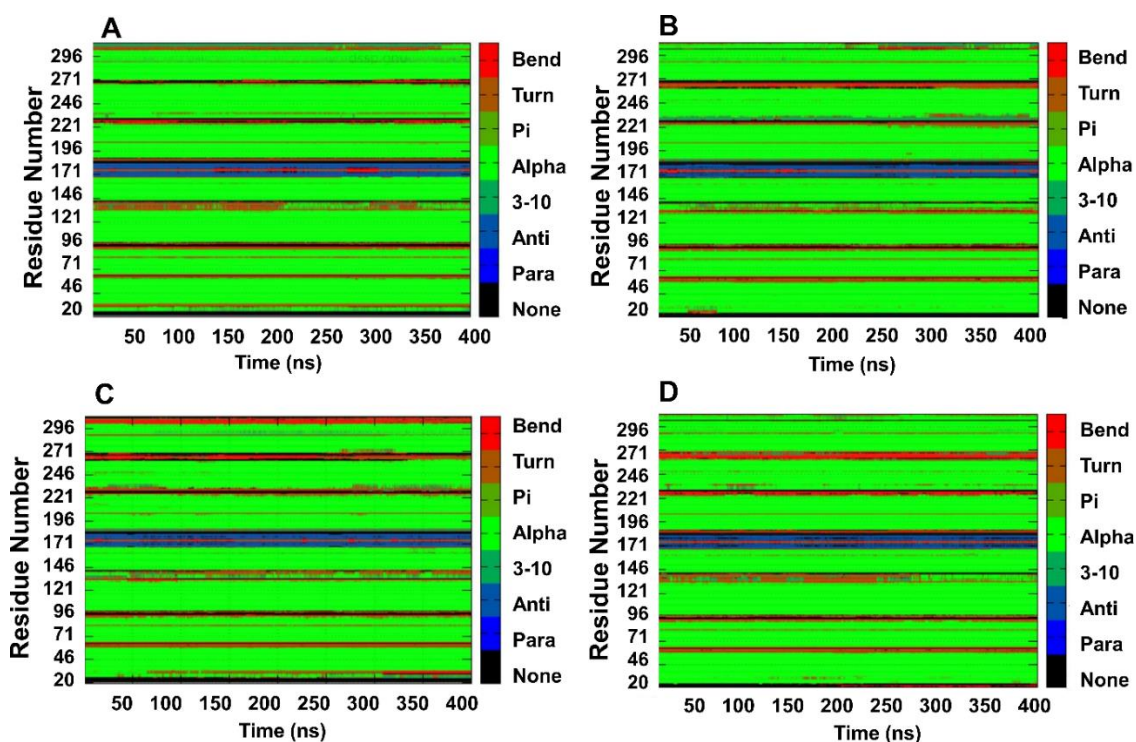 A
Residue Number
296
271
246
221
196
171
146
121
96
71
46
20
50 100 150 200 250 300 350 400
Time (ns)
Bend
Turn
Pi
Alpha
3-10
Anti
Para
None
B
Residue Number
296
271
246
221
196
171
146
121
96
71
46
20
50 100 150 200 250 300 350 400
Time (ns)
Bend
Turn
Pi
Alpha
3-10
Anti
Para
None
C
Residue Number
296
271
246
221
196
171
146
121
96
71
46
20
50 100 150 200 250 300 350 400
Time (ns)
Bend
Turn
Pi
Alpha
3-10
Anti
Para
None
D
Residue Number
296
271
246
221
196
171
146
121
96
71
46
20
50 100 150 200 250 300 350 400
Time (ns)
Bend
Turn
Pi
Alpha
3-10
Anti
Para
None